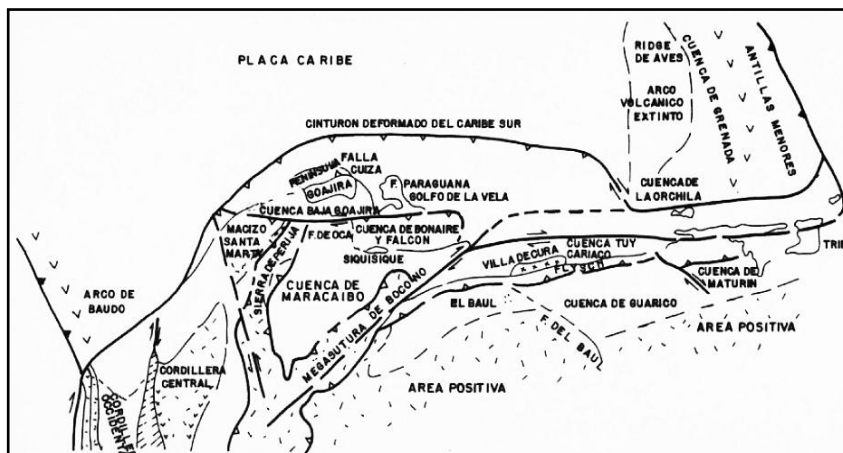 PLACA CARIBE
RIDGE
DE AVES
ARCO
VOLCANICO
EXTINTO
CUENCA DE GRENADA
ANTILLAS MENORES
CINTURON DEFORMADO DEL CARIBE SUR
PENINSULA
GOAJIRA
FALLA
CUIZA
F.
PARAGUANA
GOLFO DE LA VELA
CUENCA DE
LA ORCHILA
CUENCA BAJA GOAJIRA
MACIZO
SANTA
MARTA
SIERRA DE PERIJA
F. DE OCA
CUENCA DE BONAIRE
Y FALCON
SIQUISIQUE
VILLA DE CURA
CUENCA TUY
CARIACO
FLYSCH
TRI
CUENCA DE
MATURIN
ARCO DE
BAUDO
CUENCA DE
MARACAIBO
MEGASUTURA DE BOCONO
EL BAUL
CUENCA DE GUARICO
F. DEL BAUL
AREA POSITIVA
AREA POSITIVA
CORDILLERA
CENTRAL
CORDILLE
OCCIDENTA